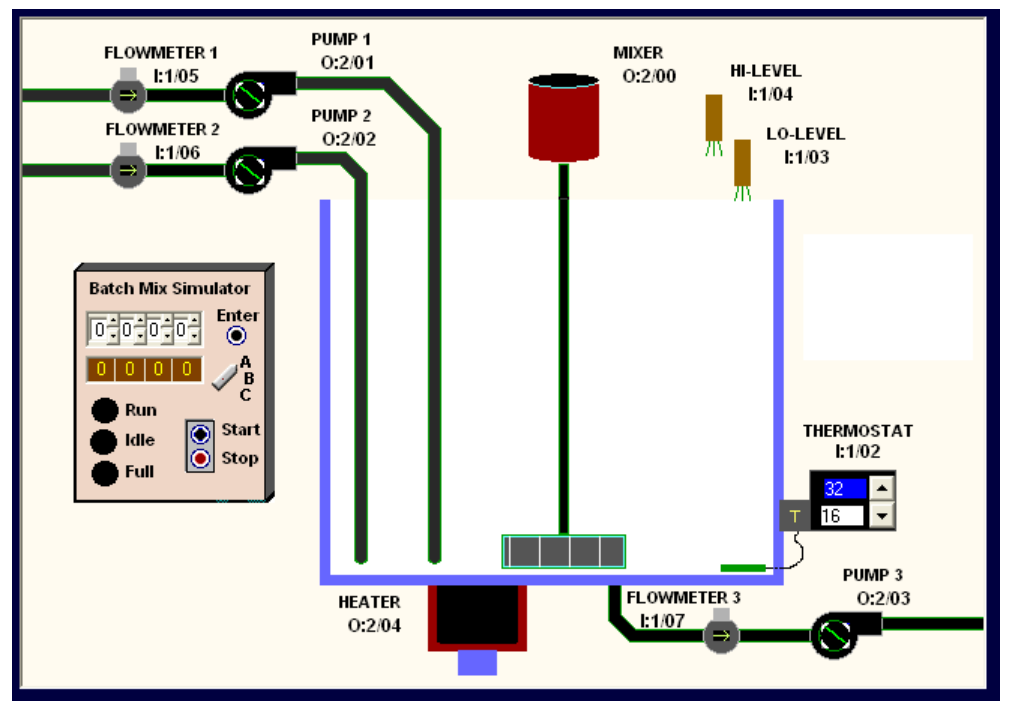 FLOWMETER 1
I:1/05
PUMP 1
O:2/01
MIXER
O:2/00
HI-LEVEL
I:1/04
FLOWMETER 2
I:1/06
PUMP 2
O:2/02
LO-LEVEL
I:1/03
Batch Mix Simulator
0 0 0 0
Enter
0 0 0 0
A
B
C
Run
Idle
Full
Start
Stop
THERMOSTAT
I:1/02
32
16
T
HEATER
O:2/04
FLOWMETER 3
I:1/07
PUMP 3
O:2/03